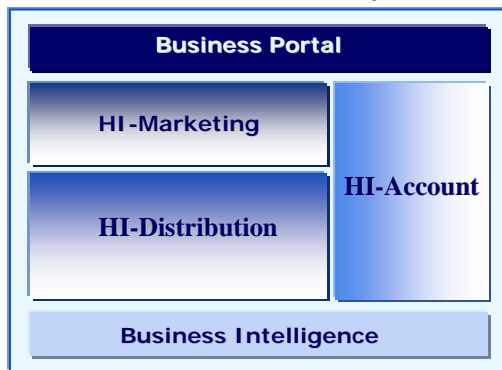 Business Portal
HI-Marketing
HI-Account
HI-Distribution
Business Intelligence